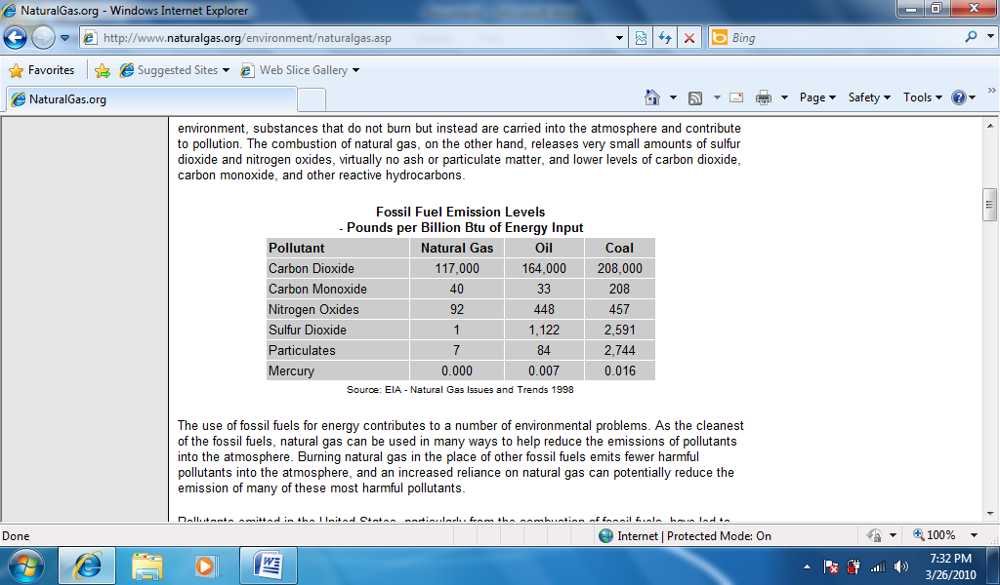 NaturalGas.org - Windows Internet Explorer
http://www.naturalgas.org/environment/naturalgas.asp
Bing
Favorites
Suggested Sites
Web Slice Gallery
NaturalGas.org
Page
Safety
Tools
environment, substances that do not burn but instead are carried into the atmosphere and contribute
to pollution. The combustion of natural gas, on the other hand, releases very small amounts of sulfur
dioxide and nitrogen oxides, virtually no ash or particulate matter, and lower levels of carbon dioxide,
carbon monoxide, and other reactive hydrocarbons.
Fossil Fuel Emission Levels
- Pounds per Billion Btu of Energy Input
Pollutant Natural Gas Oil Coal
Carbon Dioxide 117,000 164,000 208,000
Carbon Monoxide 40 33 208
Nitrogen Oxides 92 448 457
Sulfur Dioxide 1 1,122 2,591
Particulates 7 84 2,744
Mercury 0.000 0.007 0.016
Source: EIA - Natural Gas Issues and Trends 1998
The use of fossil fuels for energy contributes to a number of environmental problems. As the cleanest
of the fossil fuels, natural gas can be used in many ways to help reduce the emissions of pollutants
into the atmosphere. Burning natural gas in the place of other fossil fuels emits fewer harmful
pollutants into the atmosphere, and an increased reliance on natural gas can potentially reduce the
emission of many of these most harmful pollutants.
Pollutants emitted in the United States, particularly from the combustion of fossil fuels, have led to
Done
Internet | Protected Mode: On
100%
7:32 PM
3/26/2010